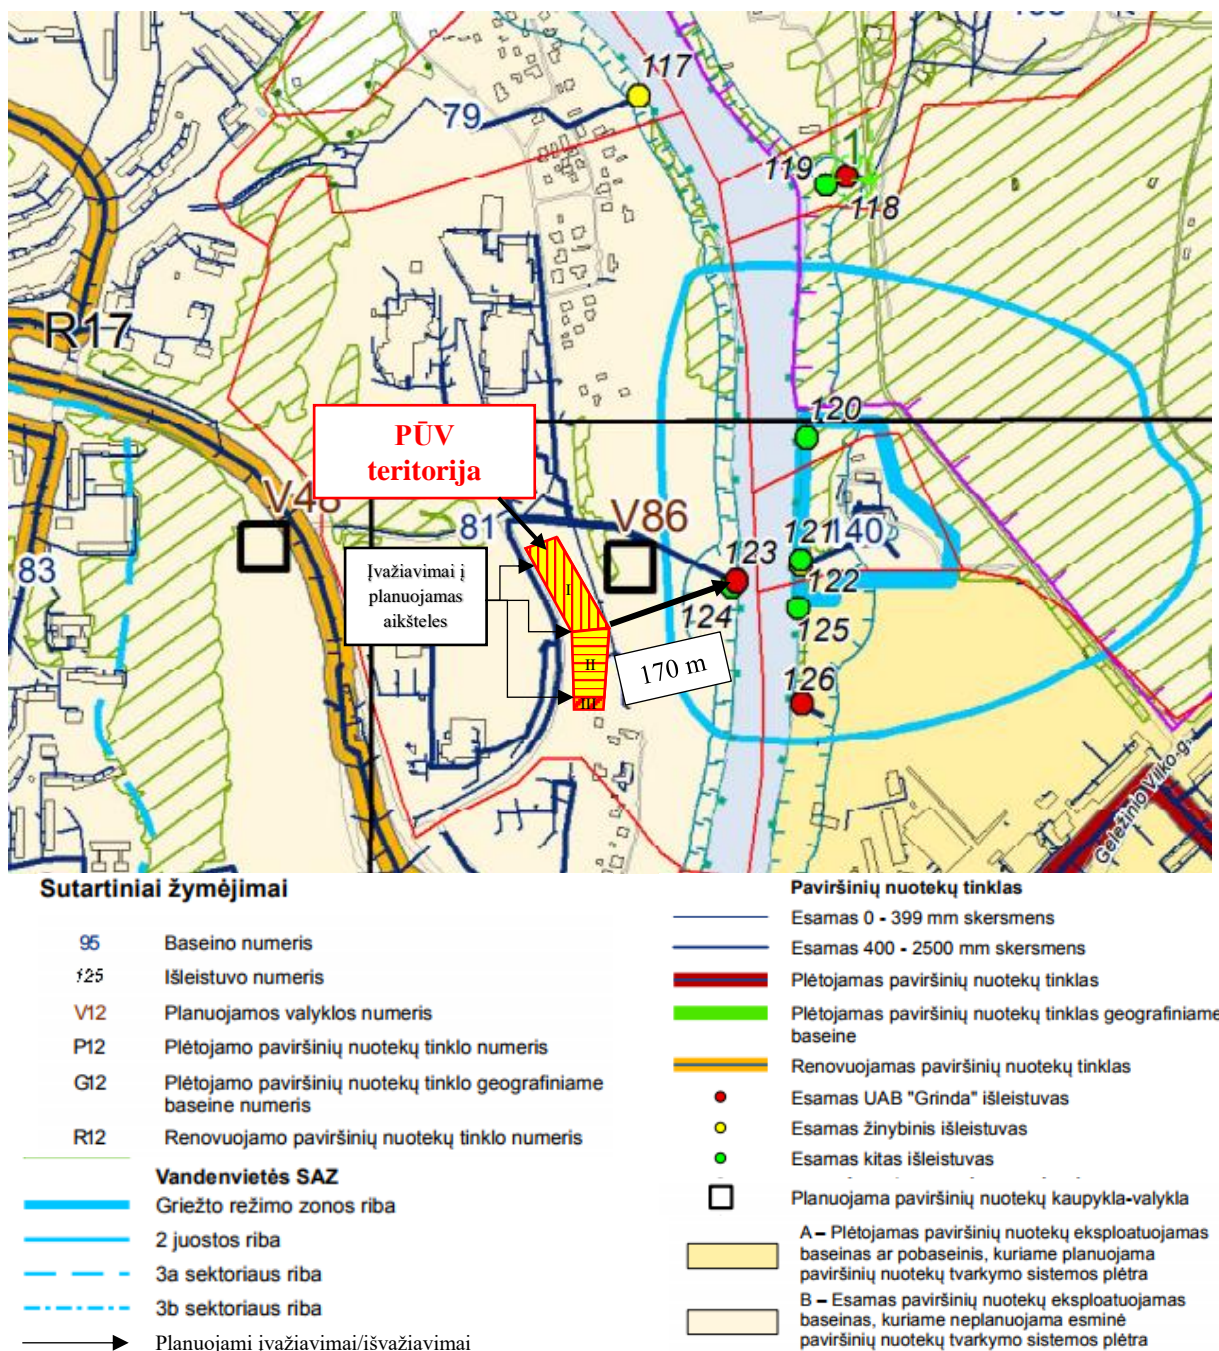 117
79
119
1
118
R17
PŪV
teritorija
120
V48
81
V86
121
140
123
83
Įvažiavimai į
planuojamas
aikšteles
I
122
124
125
II
170 m
126
III
Geležinio Vilko g.
Sutartiniai žymėjimai
95 Baseino numeris
125 Išleistuvo numeris
V12 Planuojamos valyklos numeris
P12 Plėtojamo paviršinių nuotekų tinklo numeris
G12 Plėtojamo paviršinių nuotekų tinklo geografiniame
baseine numeris
R12 Renovuojamo paviršinių nuotekų tinklo numeris
Vandenvietės SAZ
Griežto režimo zonos riba
2 juostos riba
3a sektoriaus riba
3b sektoriaus riba
Planuojami įvažiavimai/išvažiavimai
Paviršinių nuotekų tinklas
Esamas 0 - 399 mm skersmens
Esamas 400 - 2500 mm skersmens
Plėtojamas paviršinių nuotekų tinklas
Plėtojamas paviršinių nuotekų tinklas geografiniame
baseine
Renovuojamas paviršinių nuotekų tinklas
Esamas UAB "Grinda" išleistuvas
Esamas žinybinis išleistuvas
Esamas kitas išleistuvas
Planuojama paviršinių nuotekų kaupykla-valykla
A – Plėtojamas paviršinių nuotekų eksploatuojamas
baseinas ar pobaseinis, kuriame planuojama
paviršinių nuotekų tvarkymo sistemos plėtra
B – Esamas paviršinių nuotekų eksploatuojamas
baseinas, kuriame neplanuojama esminė
paviršinių nuotekų tvarkymo sistemos plėtra